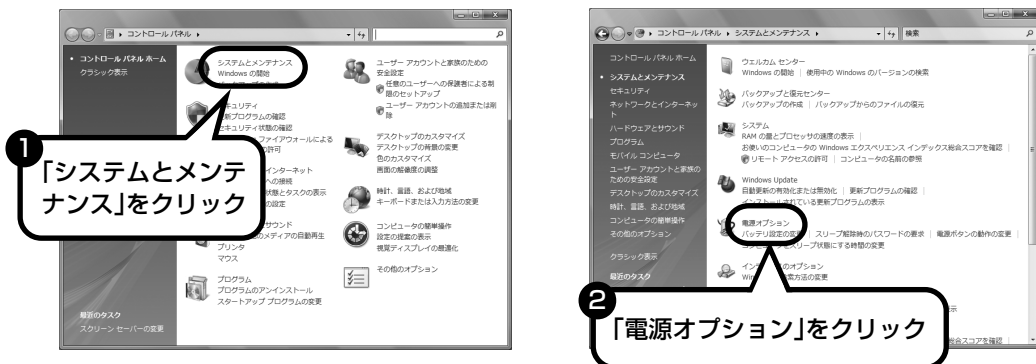 コントロール パネル
コントロール パネル ホーム
クラシック表示
システムとメンテナンス
Windows の開始
セキュリティ
更新プログラムの確認
セキュリティ状態の確認
ファイアウォールによる
の許可
インターネット
への接続
状態とタスクの表示
の設定
サウンド
のメディアの自動再生
プリンタ
マウス
プログラム
プログラムのアンインストール
スタートアップ プログラムの変更
ユーザー アカウントと家族のための
安全設定
任意のユーザーへの保護者による制
限のセットアップ
ユーザー アカウントの追加または削
除
デスクトップのカスタマイズ
デスクトップの背景の変更
色のカスタマイズ
画面の解像度の調整
時計、言語、および地域
キーボードまたは入力方法の変更
コンピュータの簡単操作
設定の提案の表示
視覚ディスプレイの最適化
その他のオプション
最近のタスク
スクリーン セーバーの変更
1
「システムとメンテ
ナンス」をクリック
コントロール パネル システムとメンテナンス
検索
コントロール パネル ホーム
システムとメンテナンス
セキュリティ
ネットワークとインターネッ
ト
ハードウェアとサウンド
プログラム
モバイル コンピュータ
ユーザー アカウントと家族の
ための安全設定
デスクトップのカスタマイズ
時計、言語、および地域
コンピュータの簡単操作
その他のオプション
クラシック表示
最近のタスク
ウェルカム センター
Windows の開始 | 使用中の Windows のバージョンの検索
バックアップと復元センター
バックアップの作成 | バックアップからのファイルの復元
システム
RAM の量とプロセッサの速度の表示 |
お使いのコンピュータの Windows エクスペリエンス インデックス総合スコアを確認 |
リモート アクセスの許可 | コンピュータの名前の参照
Windows Update
自動更新の有効化または無効化 | 更新プログラムの確認 |
インストールされている更新プログラムの表示
電源オプション
バッテリ設定の変更 | スリープ解除時のパスワードの要求 | 電源ボタンの動作の変更 |
コンピュータをスリープ状態にする時間の変更
のオプション
索方法の変更
示
総合スコアを確認 |
2
「電源オプション」をクリック